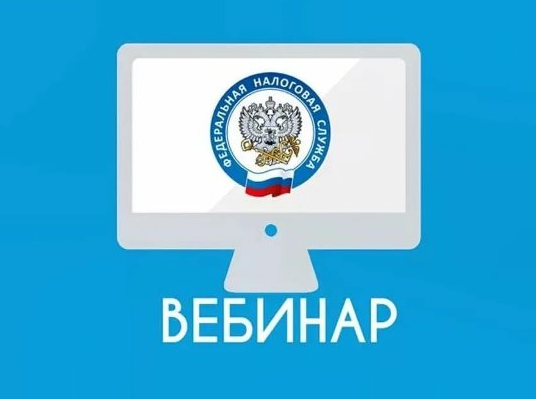 ФЕДЕРАЛЬНАЯ НАЛОГОВАЯ СЛУЖБА
ВЕБИНАР